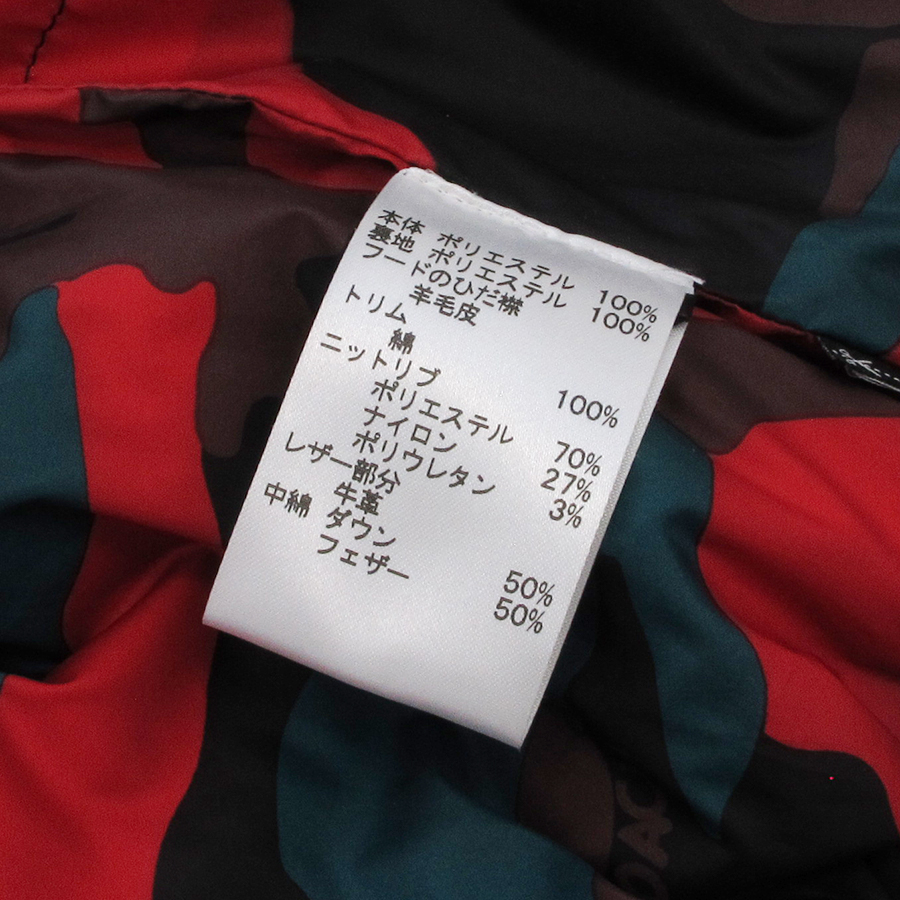 本体 ポリエステル 100%
裏地 ポリエステル 100%
フードのひだ襟
羊毛皮
トリム
綿 100%
ニットリブ
ポリエステル 70%
ナイロン 27%
ポリウレタン 3%
レザー部分
牛革
中綿 ダウン 50%
フェザー 50%